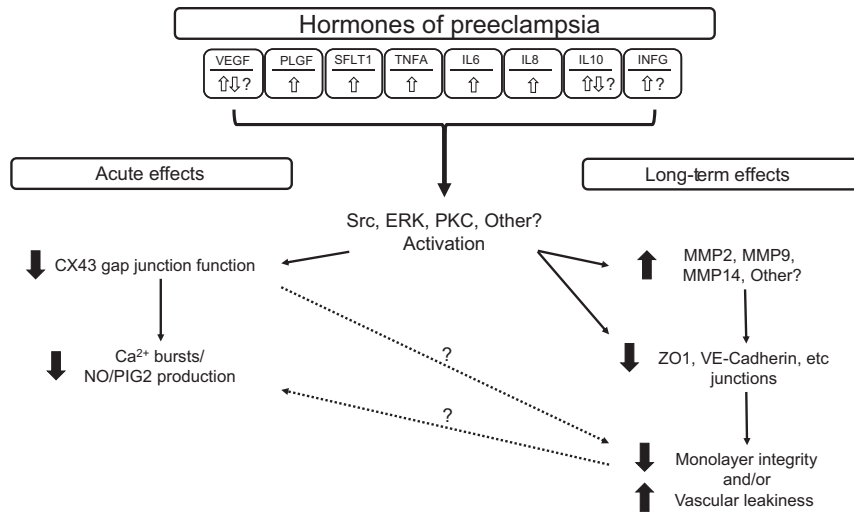 Hormones of preeclampsia
VEGF PLGF SFLT1 TNFA IL6 IL8 IL10 INFG
⇧⇩? ⇧ ⇧ ⇧ ⇧ ⇧ ⇧⇩? ⇧?
Acute effects
Long-term effects
Src, ERK, PKC, Other?
Activation
CX43 gap junction function
MMP2, MMP9,
MMP14, Other?
Ca²⁺ bursts/
NO/PIG2 production
?
ZO1, VE-Cadherin, etc
junctions
?
Monolayer integrity
and/or
Vascular leakiness